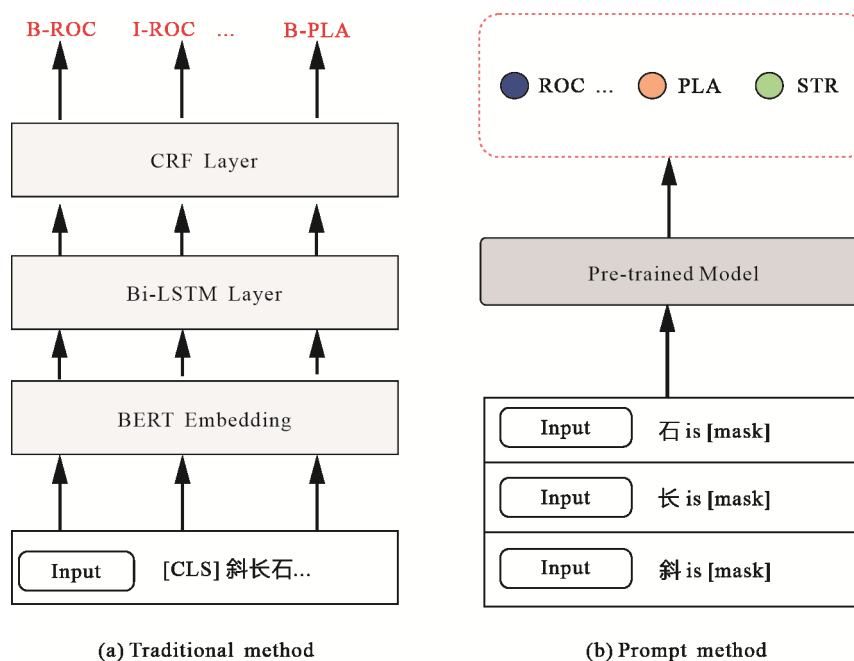 B-ROC I-ROC ... B-PLA
CRF Layer
Bi-LSTM Layer
BERT Embedding
Input [CLS] 斜长石...
(a) Traditional method
ROC ... PLA STR
Pre-trained Model
Input 石 is [mask]
Input 长 is [mask]
Input 斜 is [mask]
(b) Prompt method